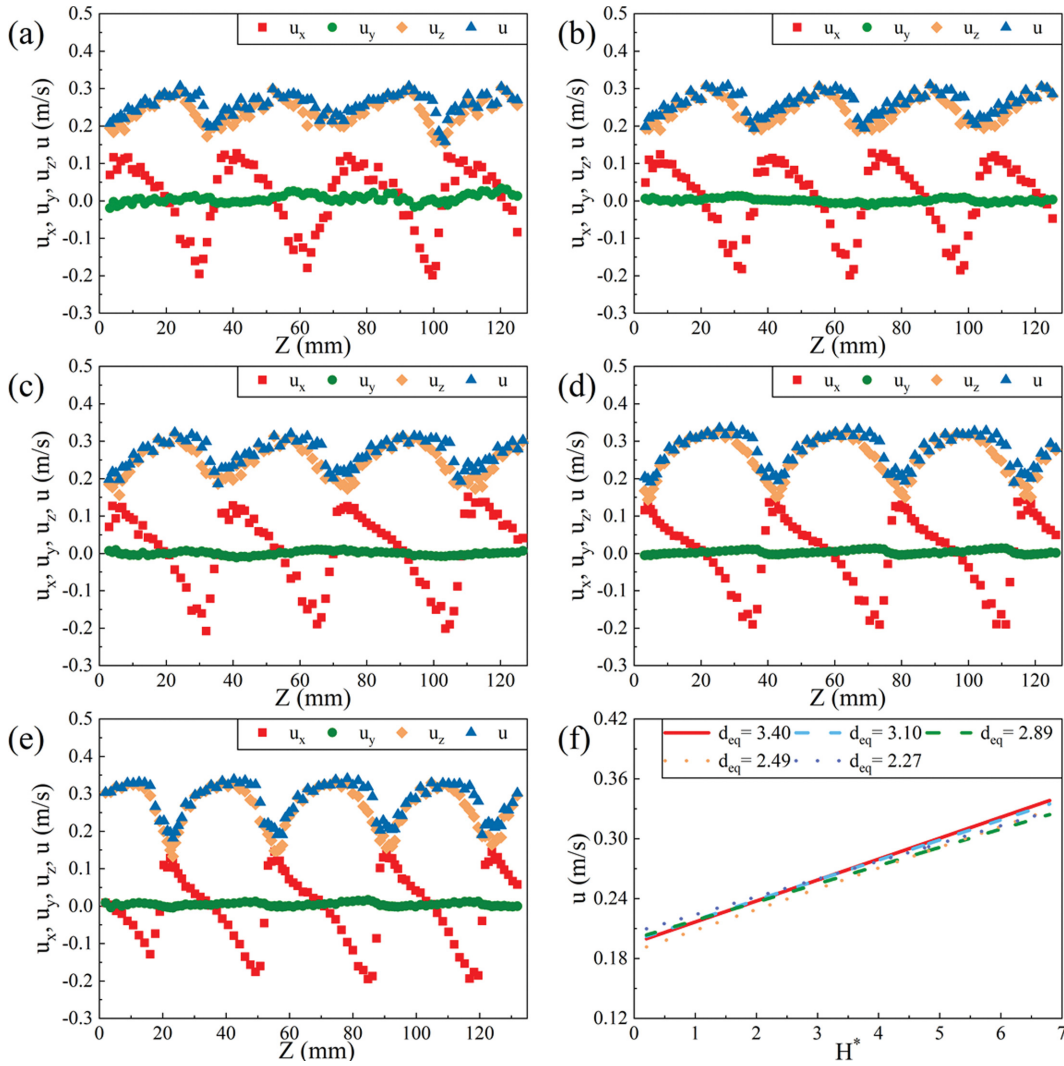 (a)
u_x u_y u_z u
u_x, u_y, u_z, u (m/s)
0.5
0.4
0.3
0.2
0.1
0.0
-0.1
-0.2
-0.3
0 20 40 60 80 100 120
Z (mm)
(b)
u_x u_y u_z u
u_x, u_y, u_z, u (m/s)
0.5
0.4
0.3
0.2
0.1
0.0
-0.1
-0.2
-0.3
0 20 40 60 80 100 120
Z (mm)
(c)
u_x u_y u_z u
u_x, u_y, u_z, u (m/s)
0.5
0.4
0.3
0.2
0.1
0.0
-0.1
-0.2
-0.3
0 20 40 60 80 100 120
Z (mm)
(d)
u_x u_y u_z u
u_x, u_y, u_z, u (m/s)
0.5
0.4
0.3
0.2
0.1
0.0
-0.1
-0.2
-0.3
0 20 40 60 80 100 120
Z (mm)
(e)
u_x u_y u_z u
u_x, u_y, u_z, u (m/s)
0.5
0.4
0.3
0.2
0.1
0.0
-0.1
-0.2
-0.3
0 20 40 60 80 100 120
Z (mm)
(f)
d_eq= 3.40 d_eq= 3.10 d_eq= 2.89
d_eq= 2.49 d_eq= 2.27
u (m/s)
0.42
0.36
0.30
0.24
0.18
0.12
0 1 2 3 4 5 6 7
H*